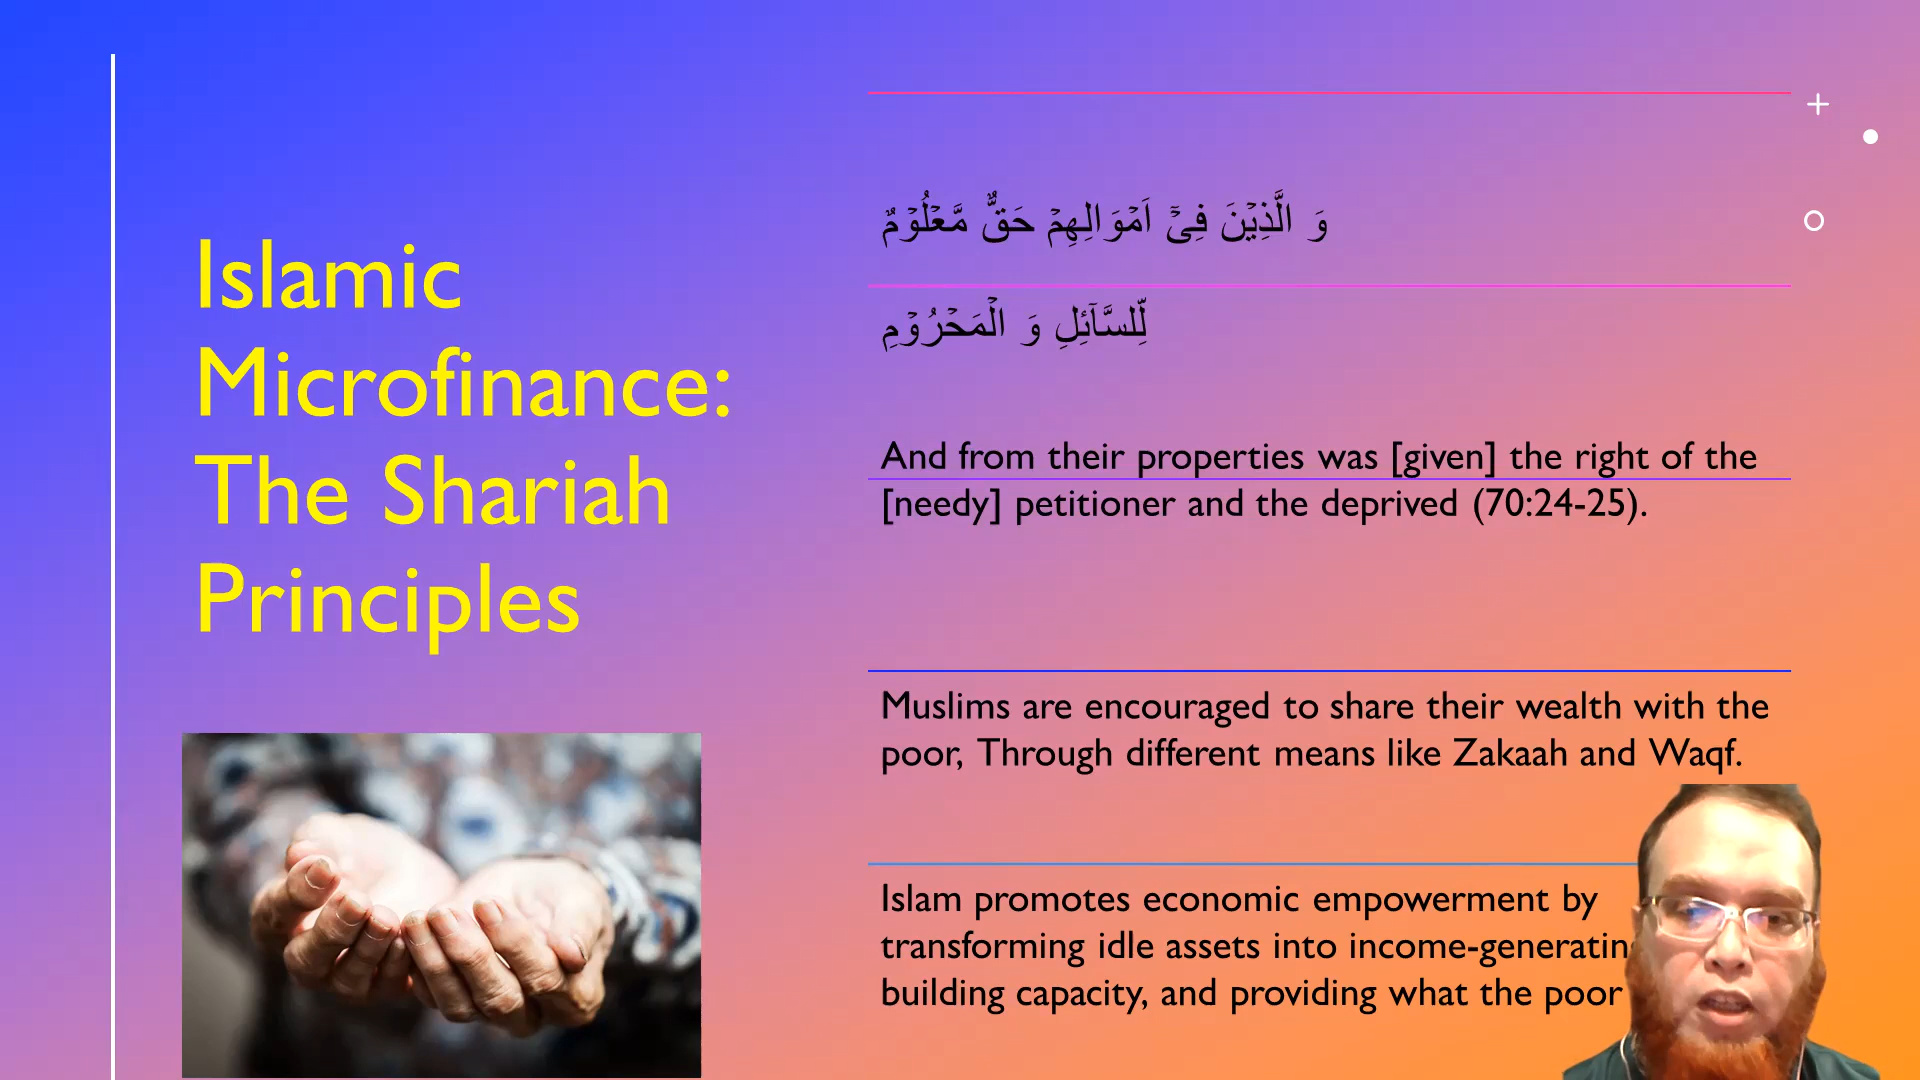 Islamic
Microfinance:
The Shariah
Principles
وَ الَّذِيْنَ فِىْۤ اَمْوَالِهِمْ حَقٌّ مَّعْلُوْمٌ
لِّلسَّآئِلِ وَ الْمَحْرُوْمِ
And from their properties was [given] the right of the
[needy] petitioner and the deprived (70:24-25).
Muslims are encouraged to share their wealth with the
poor, Through different means like Zakaah and Waqf.
Islam promotes economic empowerment by
transforming idle assets into
building capacity, and providing what the poor